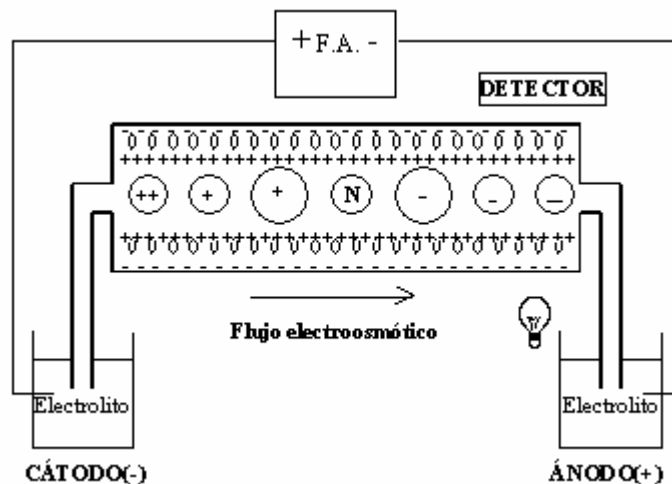 + F.A. -
DETECTOR
++ + + N - - -
Flujo electroosmótico
Electrolito Electrolito
CÁTODO(-) ÁNODO(+)